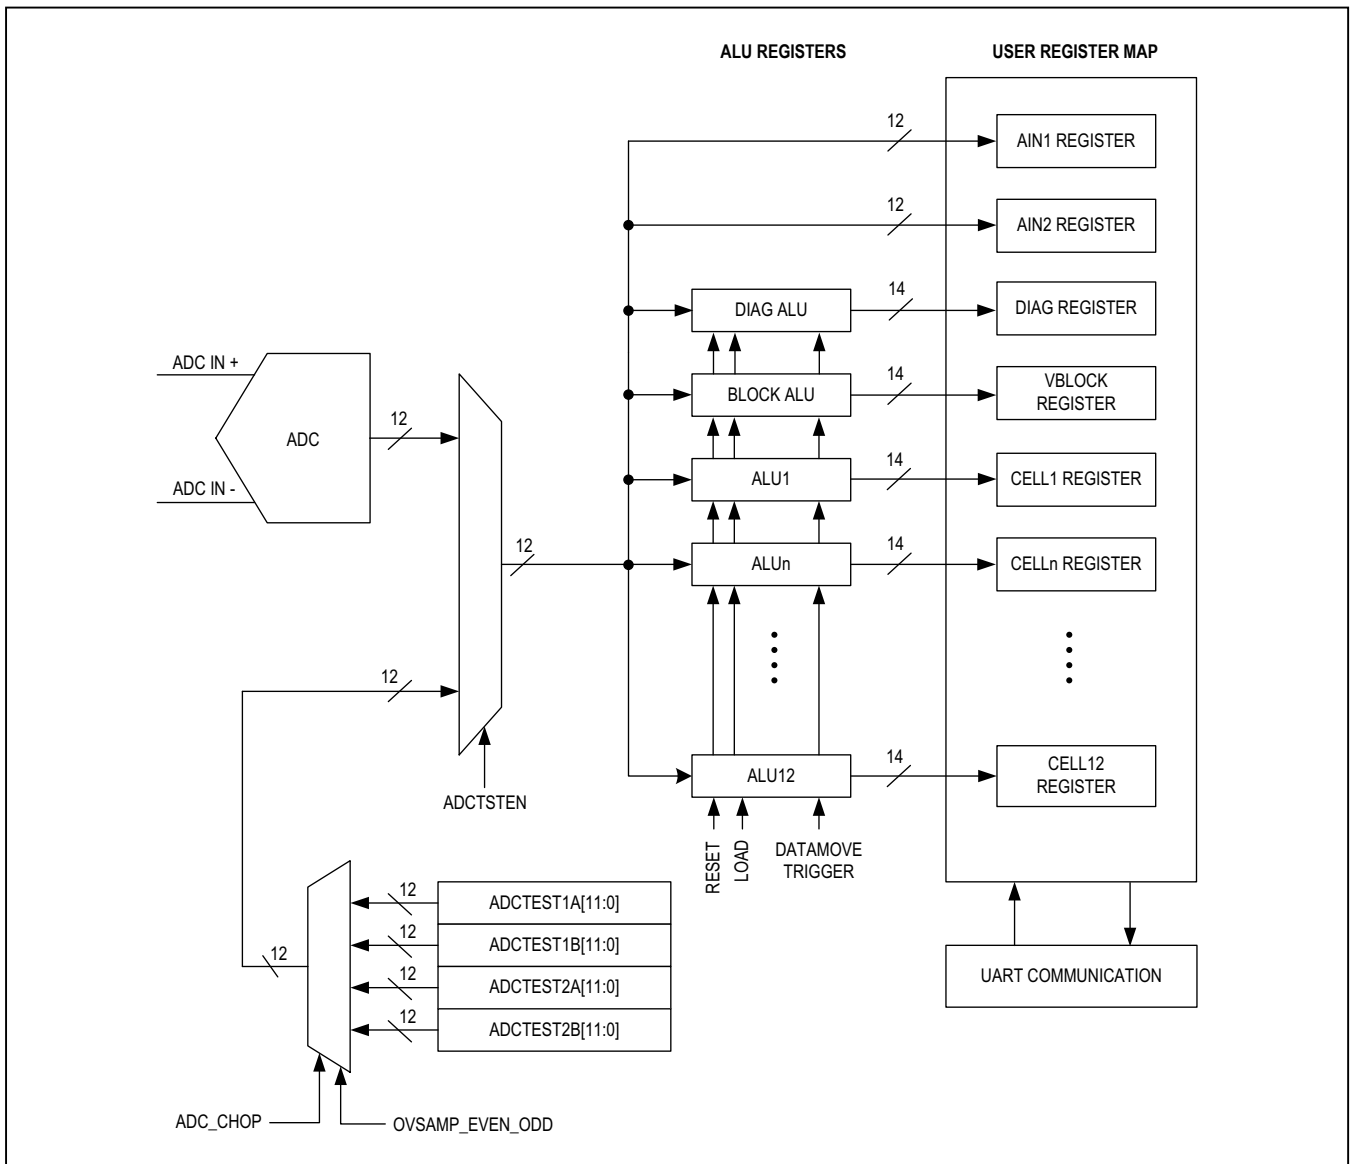 ALU REGISTERS
USER REGISTER MAP
12
AIN1 REGISTER
12
AIN2 REGISTER
DIAG ALU
14
DIAG REGISTER
ADC IN +
BLOCK ALU
14
VBLOCK
REGISTER
ADC
12
ADC IN -
ALU1
14
CELL1 REGISTER
12
ALUn
14
CELLn REGISTER
12
ADCTSTEN
ALU12
14
CELL12
REGISTER
RESET
LOAD
DATAMOVE
TRIGGER
12
12
ADCTEST1A[11:0]
12
ADCTEST1B[11:0]
12
ADCTEST2A[11:0]
12
ADCTEST2B[11:0]
UART COMMUNICATION
ADC_CHOP
OVSAMP_EVEN_ODD